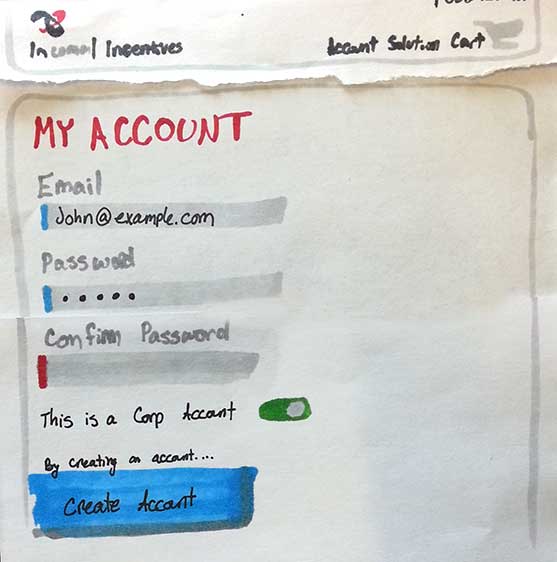 Incomal Incentives
Account Solution Cart
MY ACCOUNT
Email
John@example.com
Password
•••••
Confirm Password
This is a Corp Account
By creating an account....
Create Account